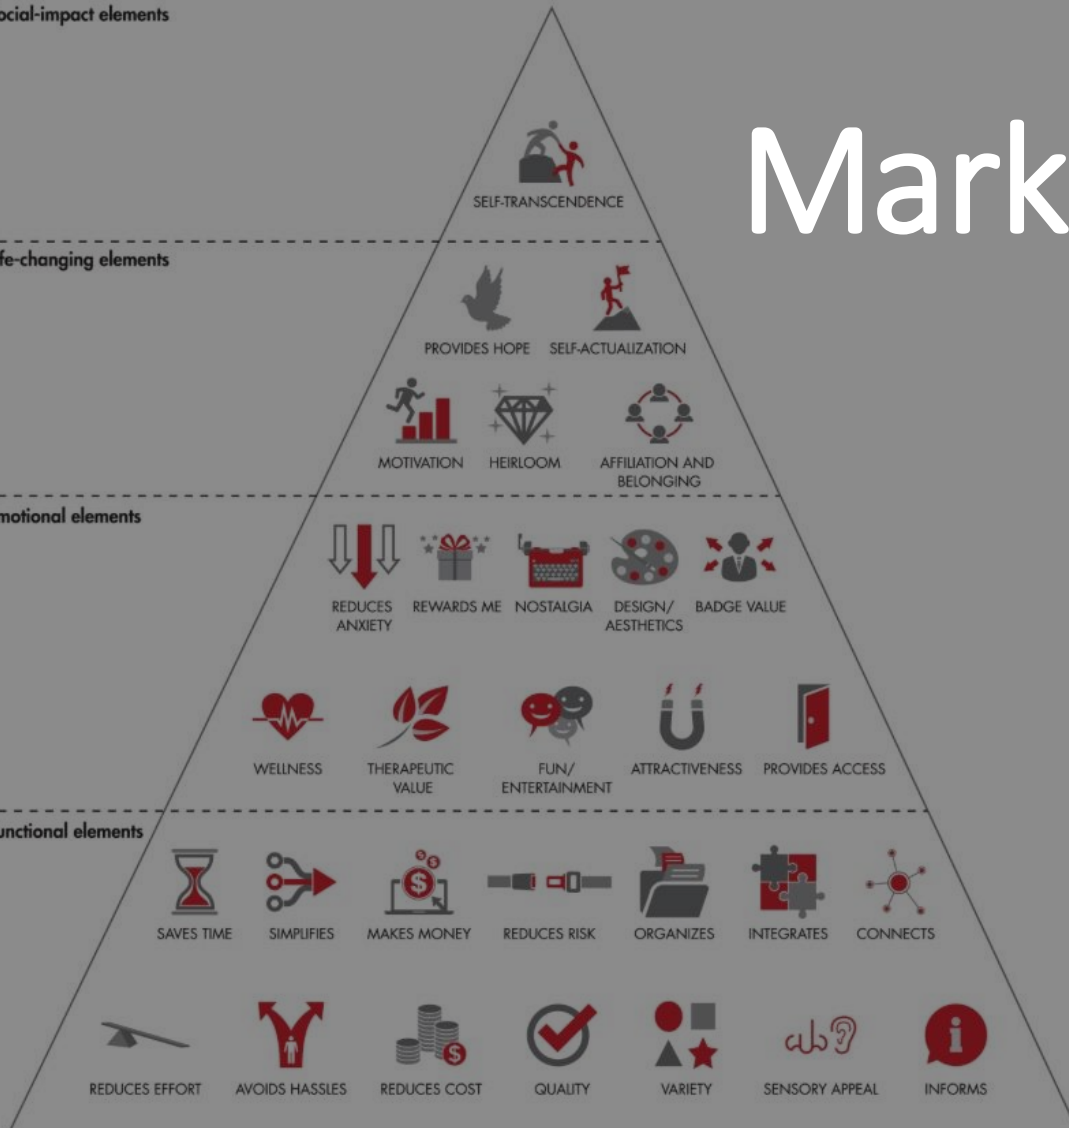 ocial-impact elements
Mark
SELF-TRANSCENDENCE
fe-changing elements
PROVIDES HOPE SELF-ACTUALIZATION
MOTIVATION HEIRLOOM AFFILIATION AND
BELONGING
motional elements
REDUCES
ANXIETY
REWARDS ME
NOSTALGIA
DESIGN/
AESTHETICS
BADGE VALUE
WELLNESS
THERAPEUTIC
VALUE
FUN/
ENTERTAINMENT
ATTRACTIVENESS
PROVIDES ACCESS
unctional elements
SAVES TIME SIMPLIFIES MAKES MONEY REDUCES RISK ORGANIZES INTEGRATES CONNECTS
REDUCES EFFORT AVOIDS HASSLES REDUCES COST QUALITY VARIETY SENSORY APPEAL INFORMS